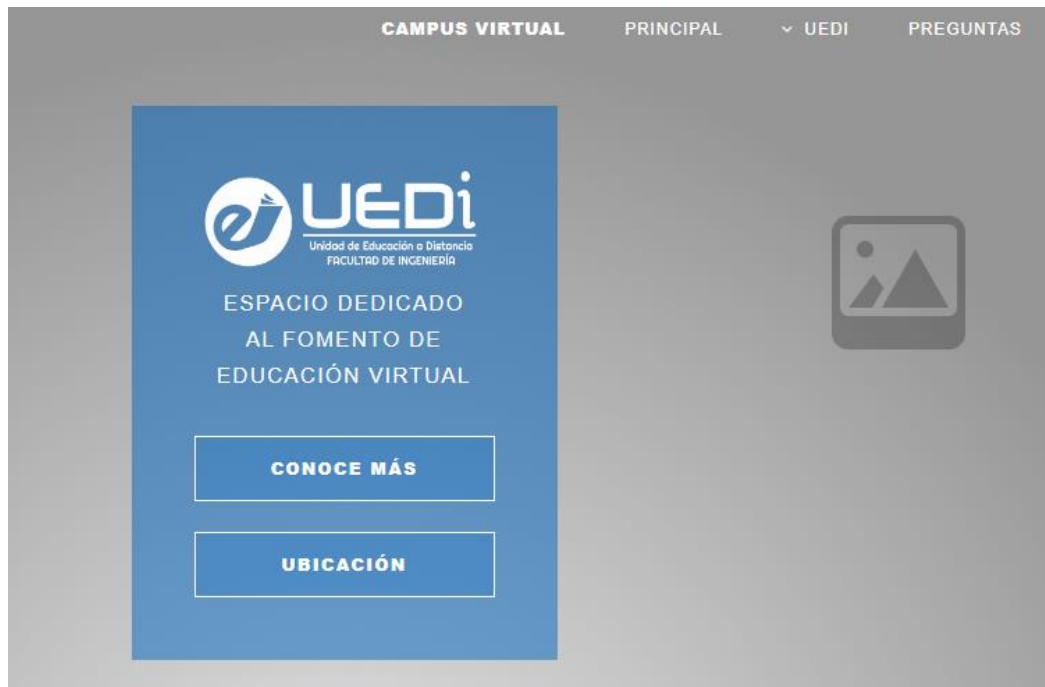 CAMPUS VIRTUAL PRINCIPAL UEDI PREGUNTAS
UEDi
Unidad de Educación a Distancia
FACULTAD DE INGENIERÍA
ESPACIO DEDICADO
AL FOMENTO DE
EDUCACIÓN VIRTUAL
CONOCE MÁS
UBICACIÓN